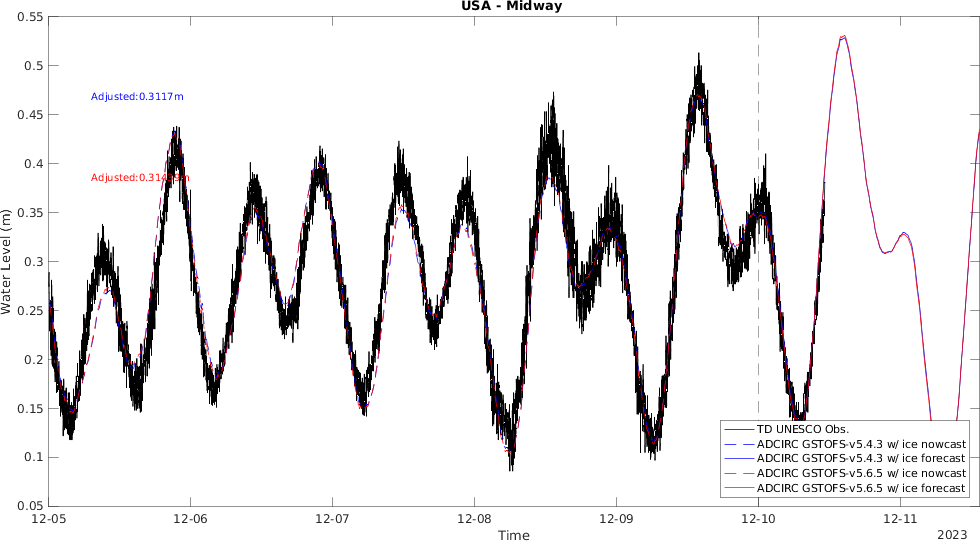 USA - Midway
0.55
0.5
0.45
0.4
0.35
0.3
0.25
0.2
0.15
0.1
0.05
Water Level (m)
Adjusted:0.3117m
12-05
12-06
12-07
12-08
12-09
12-10
12-11
Time
2023
TD UNESCO Obs.
ADCIRC GSTOFS-v5.4.3 w/ ice nowcast
ADCIRC GSTOFS-v5.4.3 w/ ice forecast
ADCIRC GSTOFS-v5.6.5 w/ ice nowcast
ADCIRC GSTOFS-v5.6.5 w/ ice forecast